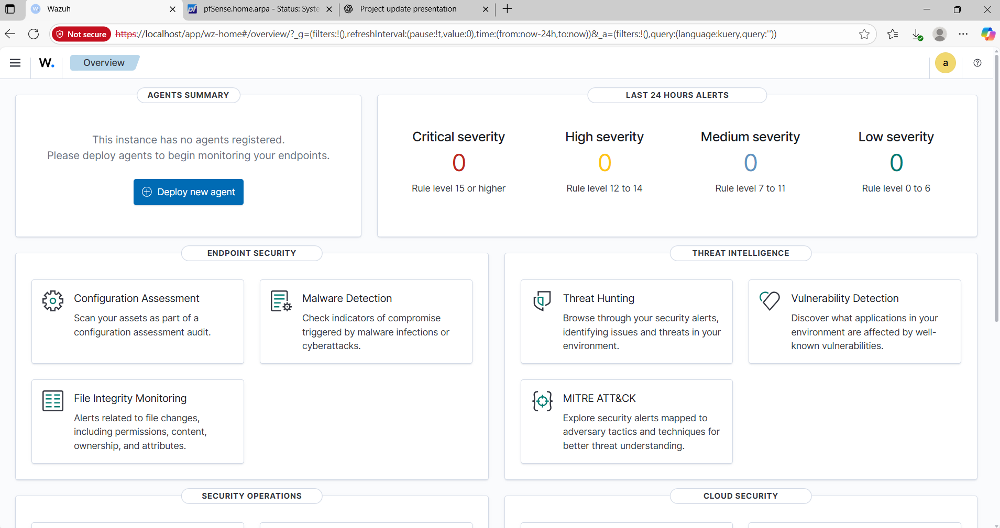 Wazuh
pfSense.home.arpa - Status: Syste
Project update presentation
Not secure
https://localhost/app/wz-home#/overview/?_g=(filters:!(),refreshInterval:(pause:!t,value:0),time:(from:now-24h,to:now))&_a=(filters:!(),query:(language:kuery,query:''))
W.
Overview
a
AGENTS SUMMARY
This instance has no agents registered.
Please deploy agents to begin monitoring your endpoints.
Deploy new agent
LAST 24 HOURS ALERTS
Critical severity
0
Rule level 15 or higher
High severity
0
Rule level 12 to 14
Medium severity
0
Rule level 7 to 11
Low severity
0
Rule level 0 to 6
ENDPOINT SECURITY
Configuration Assessment
Scan your assets as part of a
configuration assessment audit.
Malware Detection
Check indicators of compromise
triggered by malware infections or
cyberattacks.
File Integrity Monitoring
Alerts related to file changes,
including permissions, content,
ownership, and attributes.
THREAT INTELLIGENCE
Threat Hunting
Browse through your security alerts,
identifying issues and threats in your
environment.
Vulnerability Detection
Discover what applications in your
environment are affected by well-
known vulnerabilities.
MITRE ATT&CK
Explore security alerts mapped to
adversary tactics and techniques for
better threat understanding.
SECURITY OPERATIONS
CLOUD SECURITY